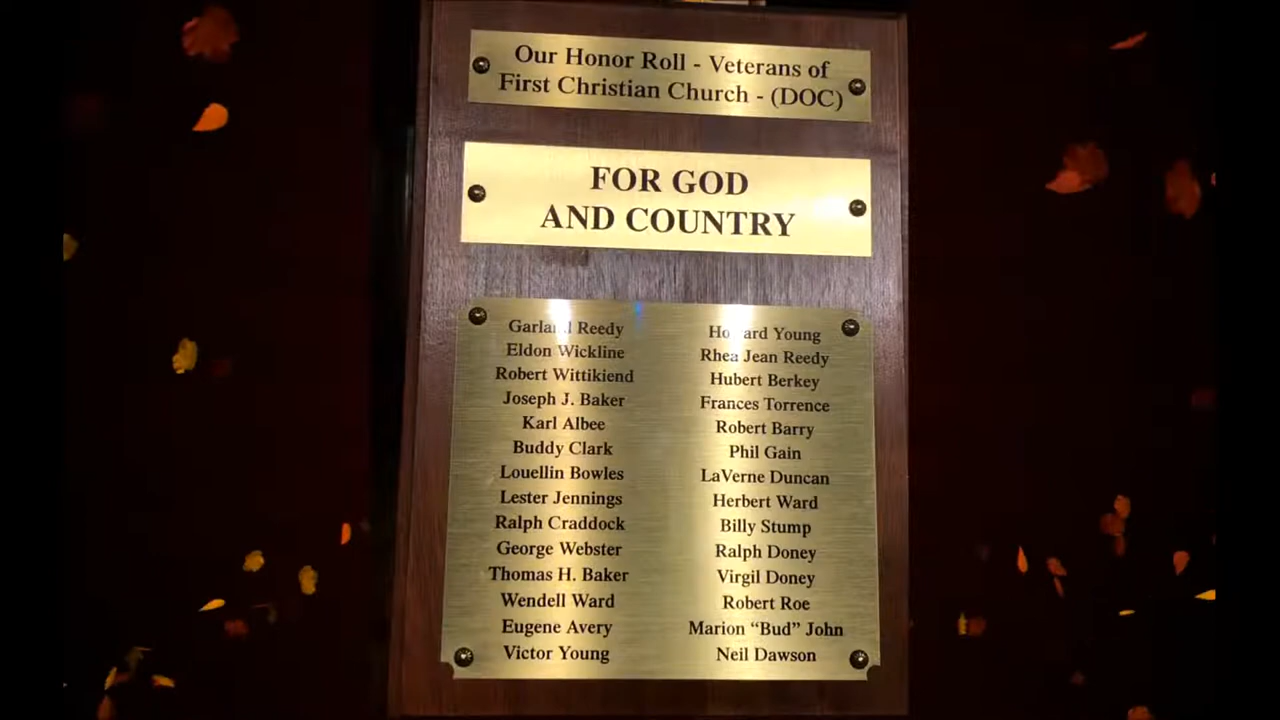 Our Honor Roll - Veterans of
First Christian Church - (DOC)
FOR GOD
AND COUNTRY
Garland Reedy
Eldon Wickline
Robert Wittikiend
Joseph J. Baker
Karl Albee
Buddy Clark
Louellin Bowles
Lester Jennings
Ralph Craddock
George Webster
Thomas H. Baker
Wendell Ward
Eugene Avery
Victor Young
Howard Young
Rhea Jean Reedy
Hubert Berkey
Frances Torrence
Robert Barry
Phil Gain
LaVerne Duncan
Herbert Ward
Billy Stump
Ralph Doney
Virgil Doney
Robert Roe
Marion “Bud” John
Neil Dawson